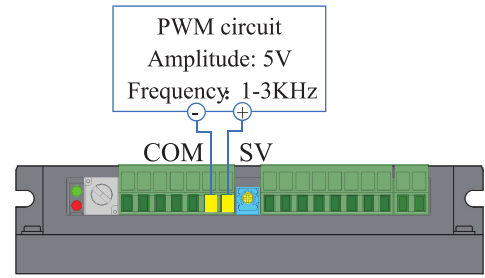 PWM circuit
Amplitude: 5V
Frequency: 1-3KHz
- +
COM SV